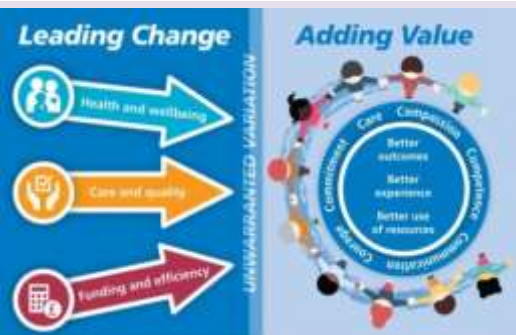 Leading Change
Adding Value
Health and wellbeing
Care and quality
Funding and efficiency
UNWARRANTED VARIATION
Commitment Care Compassion Competence Communication Courage
Better
outcomes
Better
experience
Better use
of resources
£